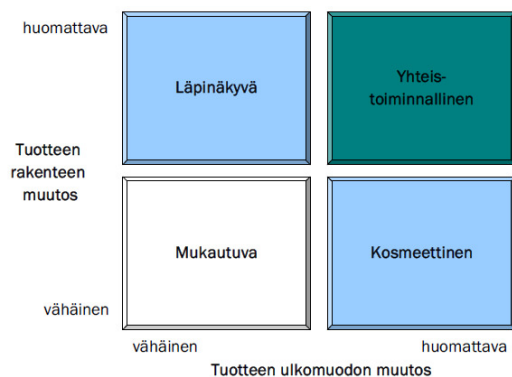 huomattava
Läpinäkyvä
Yhteis-
toiminnallinen
Tuotteen
rakenteen
muutos
Mukautuva
Kosmeettinen
vähäinen
vähäinen
huomattava
Tuotteen ulkomuodon muutos